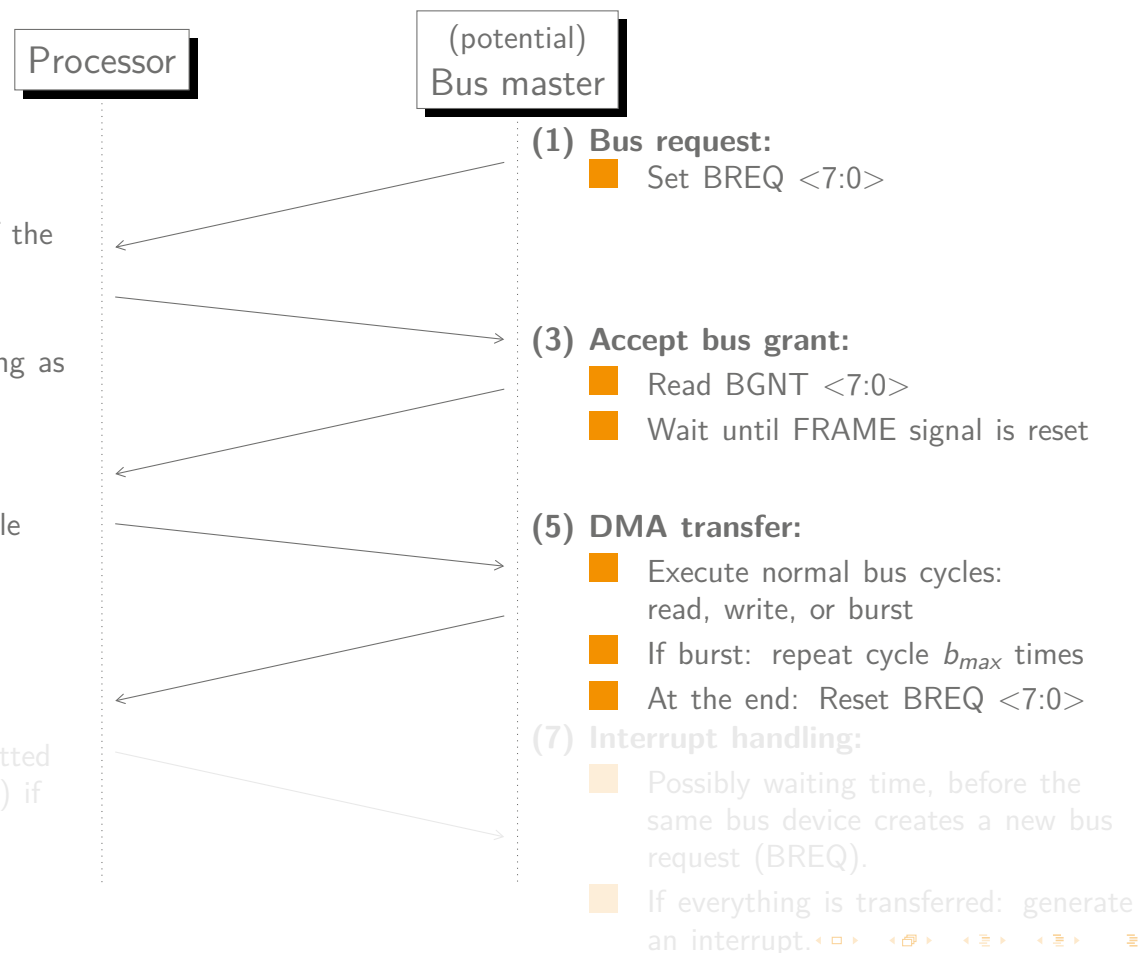 Processor
(potential)
Bus master
(1) Bus request:
Set BREQ <7:0>
the
(3) Accept bus grant:
ng as
Read BGNT <7:0>
Wait until FRAME signal is reset
le
(5) DMA transfer:
Execute normal bus cycles:
read, write, or burst
If burst: repeat cycle bmax times
At the end: Reset BREQ <7:0>
(7) Interrupt handling:
tted
) if
Possibly waiting time, before the
same bus device creates a new bus
request (BREQ).
If everything is transferred: generate
an interrupt.